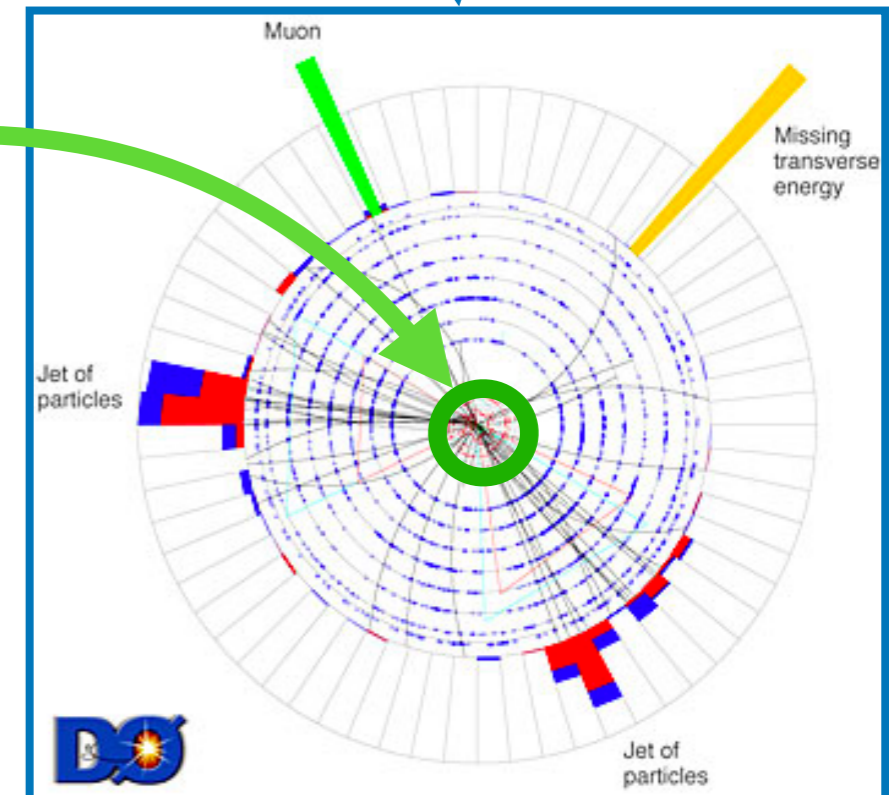 Muon
Missing
transverse
energy
Jet of
particles
Jet of
particles
DØ